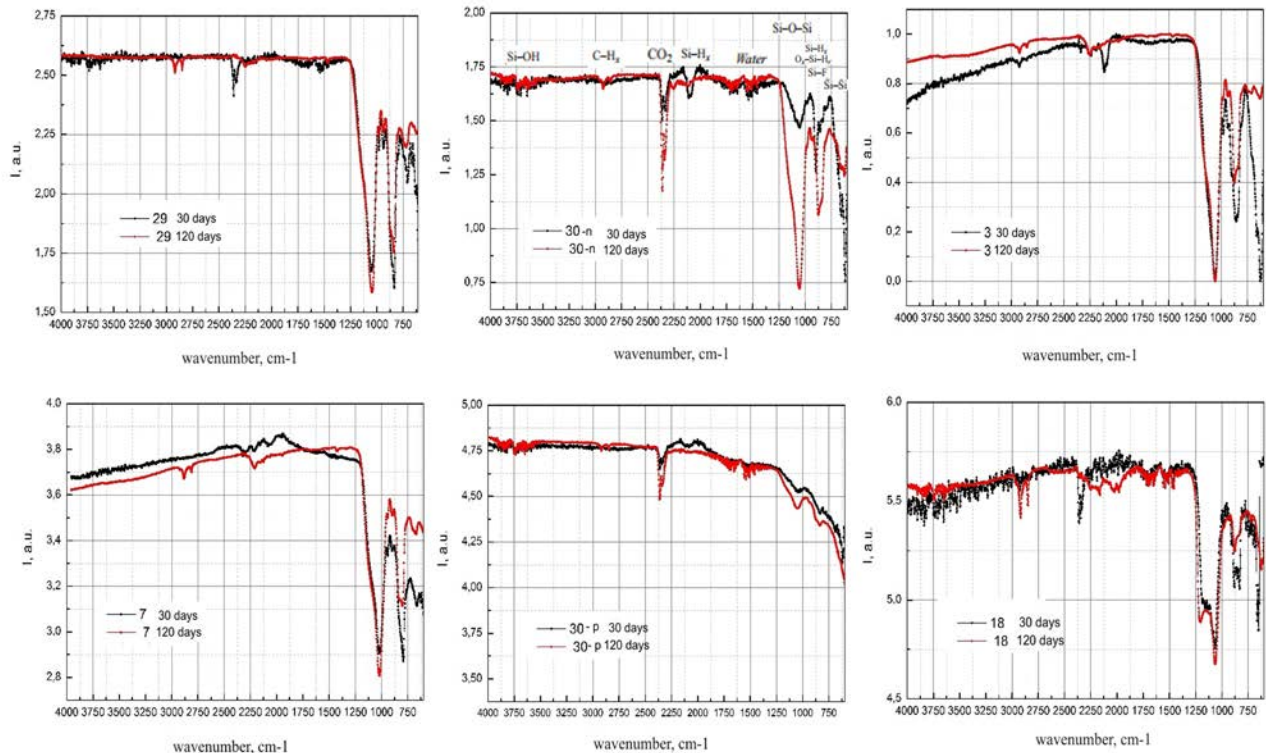 2,75
2,50
2,25
2,00
1,75
1,50
I, a.u.
29 30 days
29 120 days
4000 3750 3500 3250 3000 2750 2500 2250 2000 1750 1500 1250 1000 750
wavenumber, cm-1
Si–O–Si
2,00
1,75
1,50
1,25
1,00
0,75
I, a.u.
Si–OH C–Hx CO2 Si–Hx Water Si–Hx
Ox–Si–Hx
Si–F
Si–Si
30-n 30 days
30-n 120 days
4000 3750 3500 3250 3000 2750 2500 2250 2000 1750 1500 1250 1000 750
wavenumber, cm-1
1,0
0,8
0,6
0,4
0,2
0,0
I, a.u.
3 30 days
3 120 days
4000 3750 3500 3250 3000 2750 2500 2250 2000 1750 1500 1250 1000 750
wavenumber, cm-1
4.0
3.8
3.6
3.4
3.2
3.0
2.8
I, a.u.
7 30 days
7 120 days
4000 3750 3500 3250 3000 2750 2500 2250 2000 1750 1500 1250 1000 750
wavenumber, cm-1
5,00
4,75
4,50
4,25
4,00
3,75
3,50
I, a.u.
30-p 30 days
30-p 120 days
4000 3750 3500 3250 3000 2750 2500 2250 2000 1750 1500 1250 1000 750
wavenumber, cm-1
6,0
5,5
5,0
4,5
I, a.u.
18 30 days
18 120 days
4000 3750 3500 3250 3000 2750 2500 2250 2000 1750 1500 1250 1000 750
wavenumber, cm-1